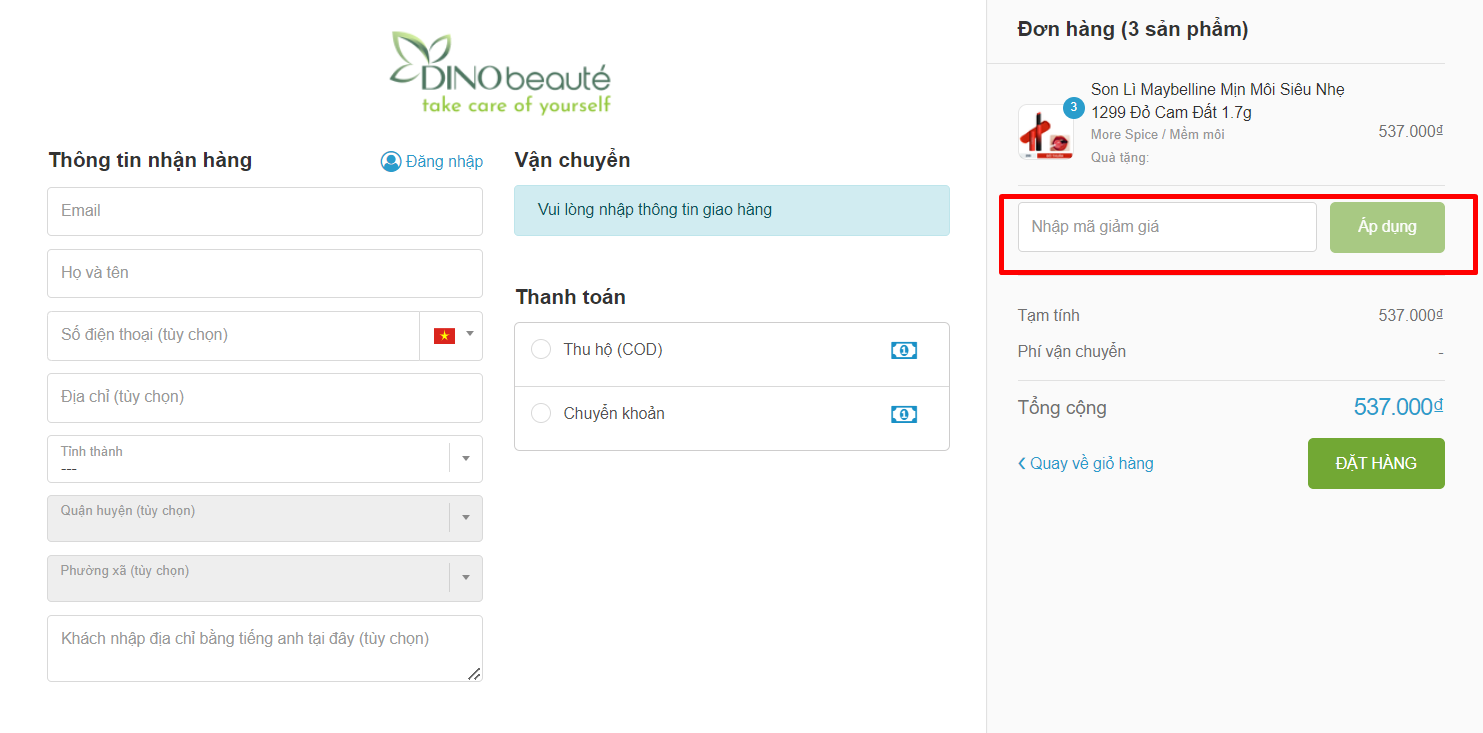 DINO beauté
take care of yourself
Thông tin nhận hàng
Đăng nhập
Email
Họ và tên
Số điện thoại (tùy chọn)
Địa chỉ (tùy chọn)
Tỉnh thành
---
Quận huyện (tùy chọn)
Phường xã (tùy chọn)
Khách nhập địa chỉ bằng tiếng anh tại đây (tùy chọn)
Vận chuyển
Vui lòng nhập thông tin giao hàng
Thanh toán
Thu hộ (COD)
Chuyển khoản
Đơn hàng (3 sản phẩm)
3
Son Lì Maybelline Mịn Môi Siêu Nhẹ
1299 Đỏ Cam Đất 1.7g
More Spice / Mềm môi
Quà tặng:
537.000₫
Nhập mã giảm giá
Áp dụng
Tạm tính
537.000₫
Phí vận chuyển
-
Tổng cộng
537.000₫
Quay về giỏ hàng
ĐẶT HÀNG